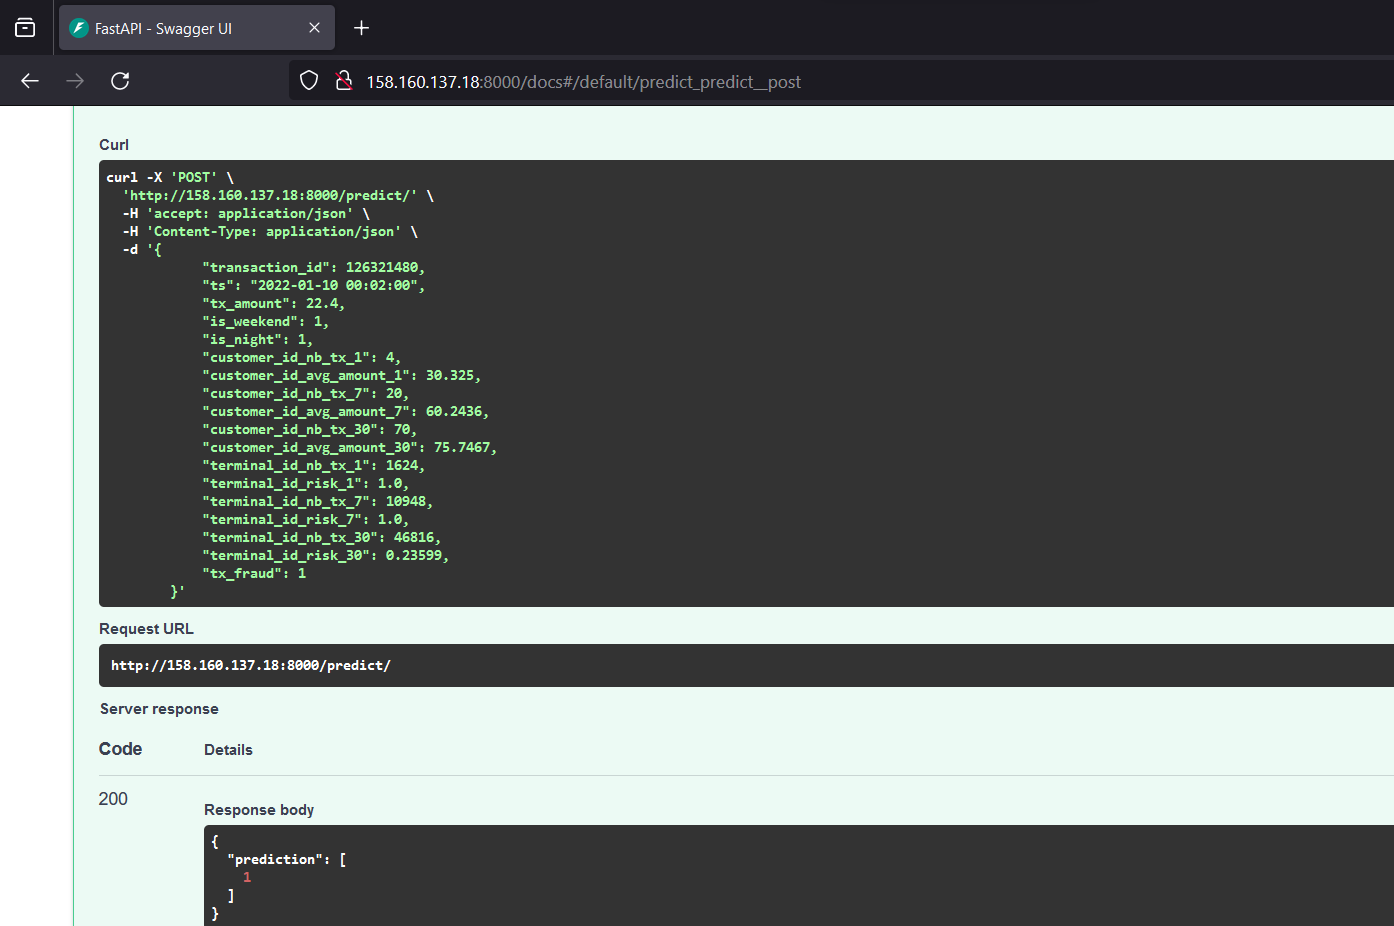 FastAPI - Swagger UI
158.160.137.18:8000/docs#/default/predict_predict__post
Curl
curl -X 'POST' \
  'http://158.160.137.18:8000/predict/' \
  -H 'accept: application/json' \
  -H 'Content-Type: application/json' \
  -d '{
            "transaction_id": 126321480,
            "ts": "2022-01-10 00:02:00",
            "tx_amount": 22.4,
            "is_weekend": 1,
            "is_night": 1,
            "customer_id_nb_tx_1": 4,
            "customer_id_avg_amount_1": 30.325,
            "customer_id_nb_tx_7": 20,
            "customer_id_avg_amount_7": 60.2436,
            "customer_id_nb_tx_30": 70,
            "customer_id_avg_amount_30": 75.7467,
            "terminal_id_nb_tx_1": 1624,
            "terminal_id_risk_1": 1.0,
            "terminal_id_nb_tx_7": 10948,
            "terminal_id_risk_7": 1.0,
            "terminal_id_nb_tx_30": 46816,
            "terminal_id_risk_30": 0.23599,
            "tx_fraud": 1
        }'
Request URL
http://158.160.137.18:8000/predict/
Server response
Code Details
200
Response body
{
  "prediction": [
    1
  ]
}